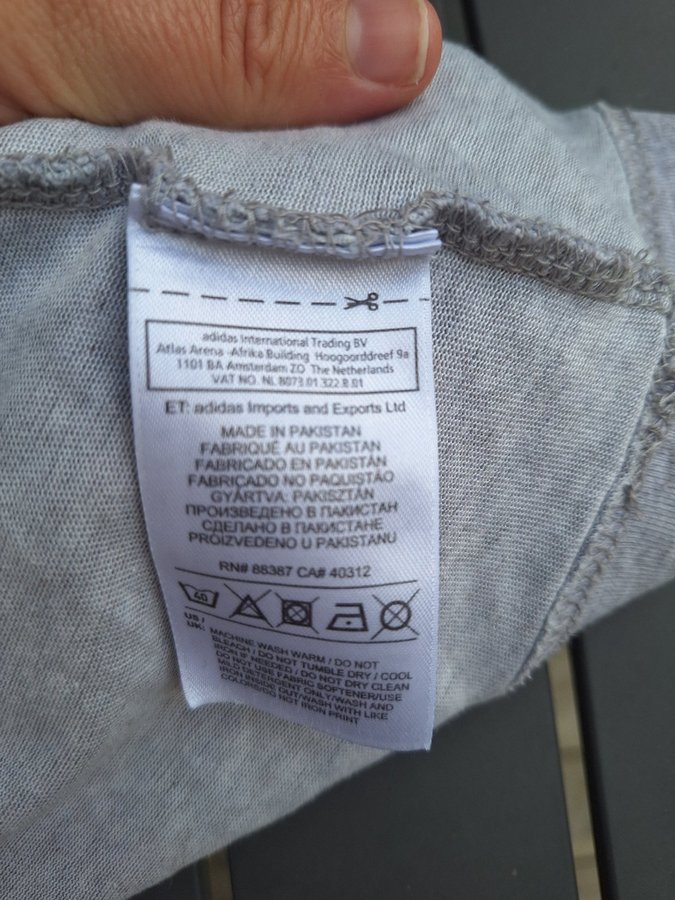 adidas International Trading BV
Atlas Arena -Afrika Building Hoogoorddreef 9a
1101 BA Amsterdam ZO The Netherlands
VAT NO. NL 8073.01.322.B.01
ET: adidas Imports and Exports Ltd
MADE IN PAKISTAN
FABRIQUÉ AU PAKISTAN
FABRICADO EN PAKISTÁN
FABRICADO NO PAQUISTÃO
GYÁRTVA: PAKISZTÁN
ПРОИЗВЕДЕНО В ПАКИСТАН
СДЕЛАНО В ПАКИСТАНЕ
PROIZVEDENO U PAKISTANU
RN# 88387 CA# 40312
40
US /
UK: MACHINE WASH WARM / DO NOT
BLEACH / DO NOT TUMBLE DRY / COOL
IRON IF NEEDED / DO NOT DRY CLEAN
DO NOT USE FABRIC SOFTENER/USE
MILD DETERGENT ONLY/WASH AND
IRON INSIDE OUT/WASH WITH LIKE
COLORS/DO NOT IRON PRINT